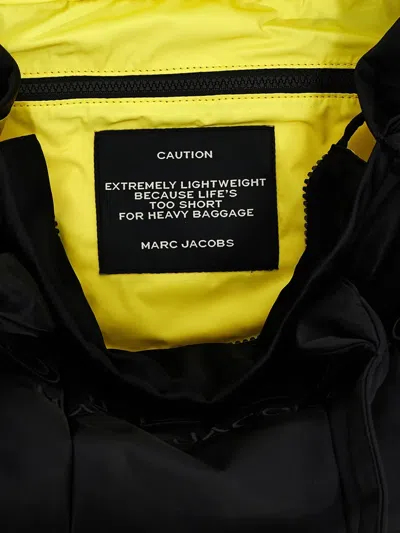 CAUTION
EXTREMELY LIGHTWEIGHT
BECAUSE LIFE'S
TOO SHORT
FOR HEAVY BAGGAGE
MARC JACOBS